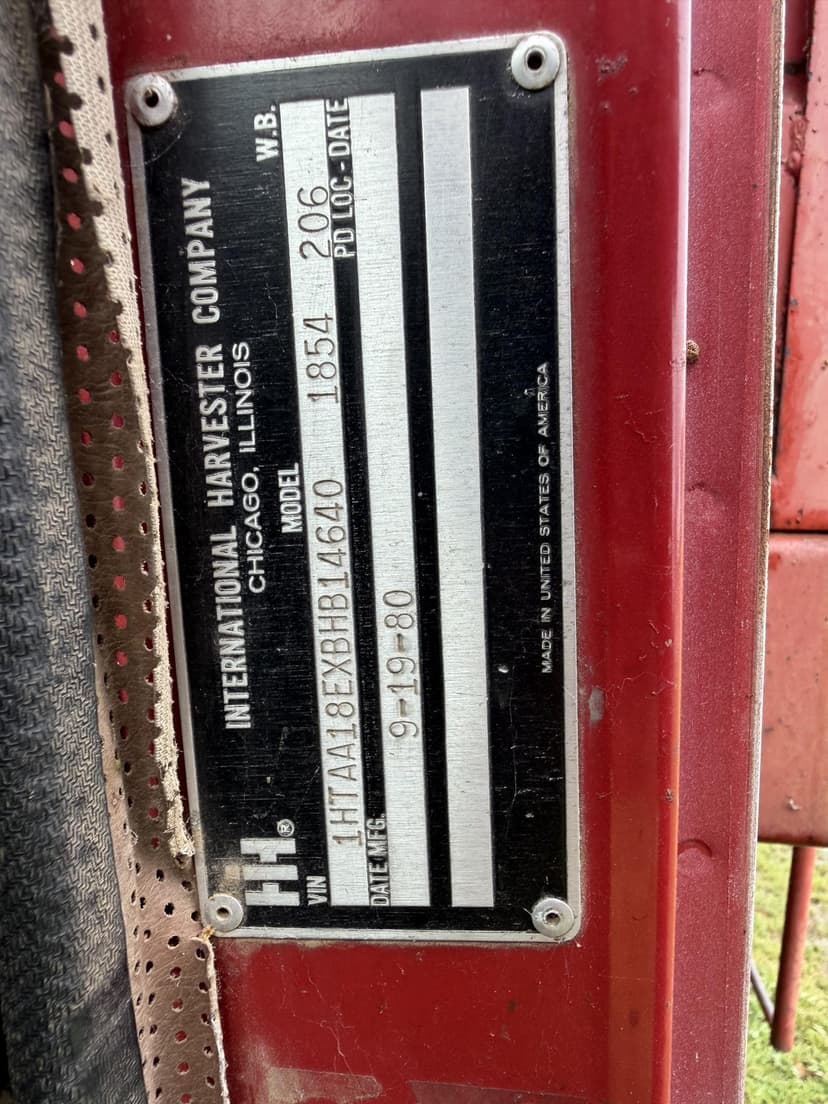 INTERNATIONAL HARVESTER COMPANY
CHICAGO, ILLINOIS
IH ®
VIN MODEL W.B.
1HTAA18EXBHB14640 1854 206
DATE MFG. PD LOC - DATE
9-19-80
MADE IN UNITED STATES OF AMERICA